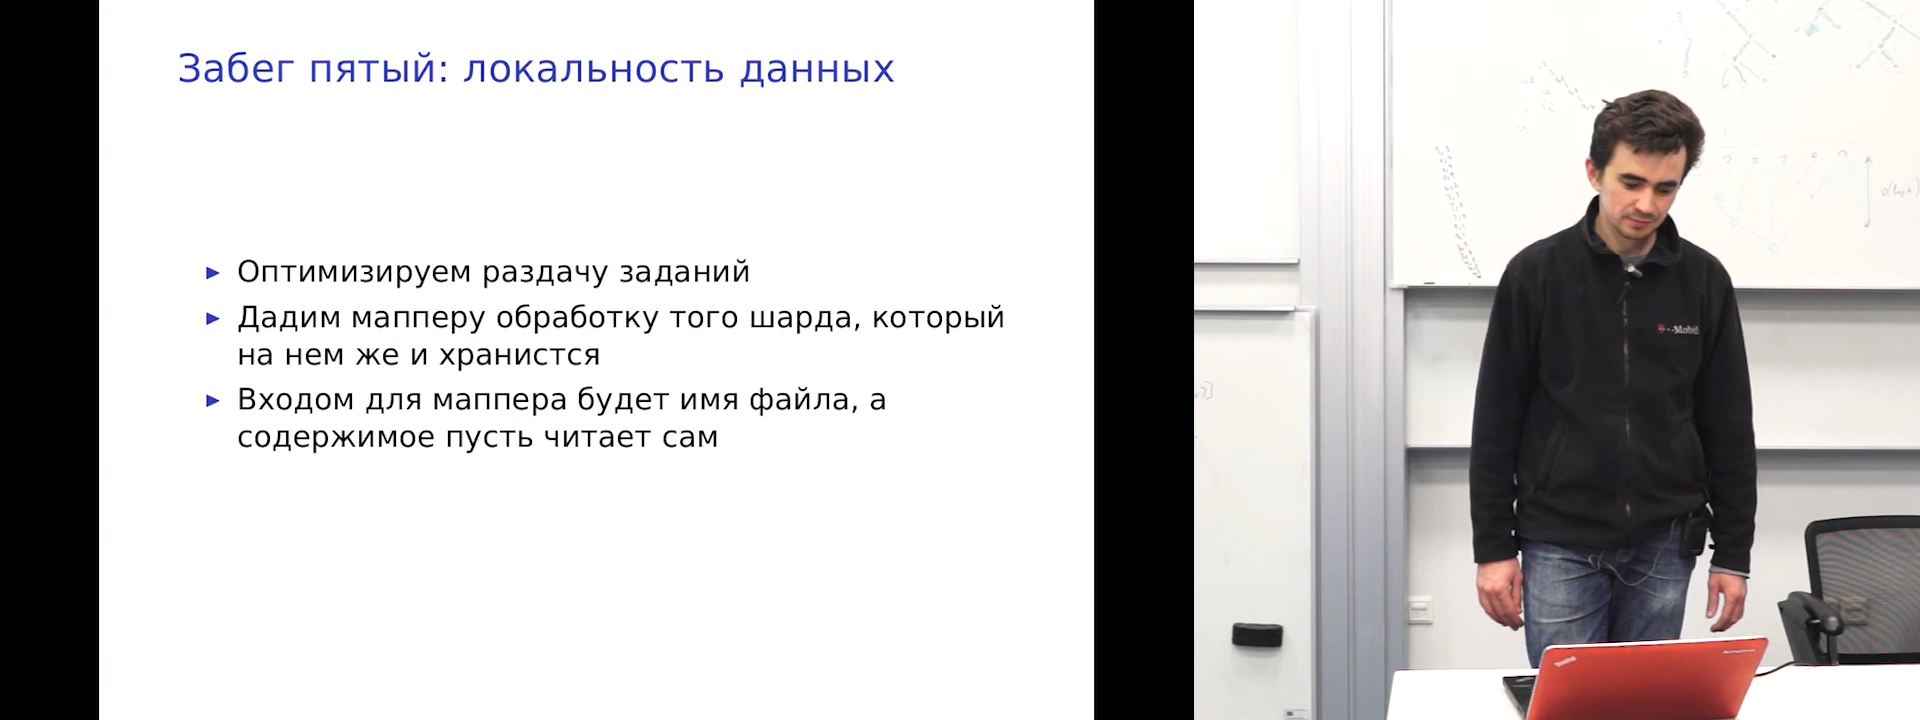 Забег пятый: локальность данных
Оптимизируем раздачу заданий
Дадим мапперу обработку того шарда, который
на нем же и хранистся
Входом для маппера будет имя файла, а
содержимое пусть читает сам